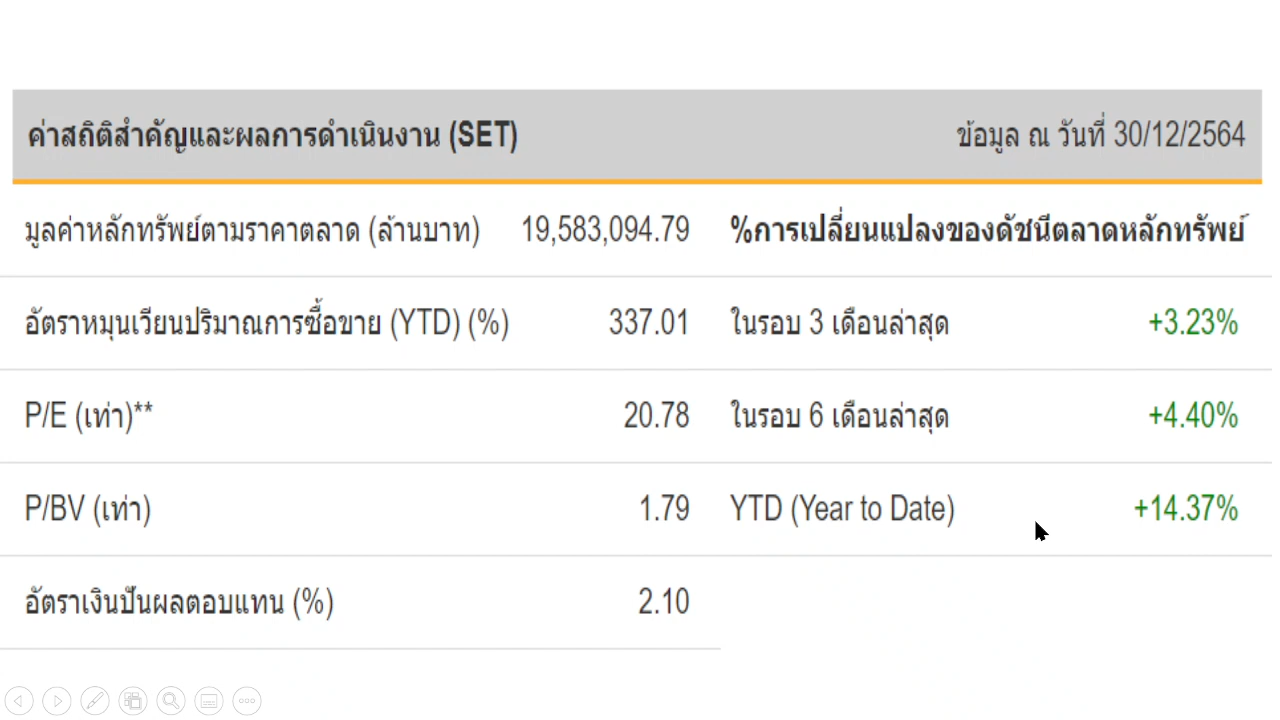 ค่าสถิติสำคัญและผลการดำเนินงาน (SET) ข้อมูล ณ วันที่ 30/12/2564
มูลค่าหลักทรัพย์ตามราคาตลาด (ล้านบาท) 19,583,094.79 %การเปลี่ยนแปลงของดัชนีตลาดหลักทรัพย์
อัตราหมุนเวียนปริมาณการซื้อขาย (YTD) (%) 337.01 ในรอบ 3 เดือนล่าสุด +3.23%
P/E (เท่า)** 20.78 ในรอบ 6 เดือนล่าสุด +4.40%
P/BV (เท่า) 1.79 YTD (Year to Date) +14.37%
อัตราเงินปันผลตอบแทน (%) 2.10